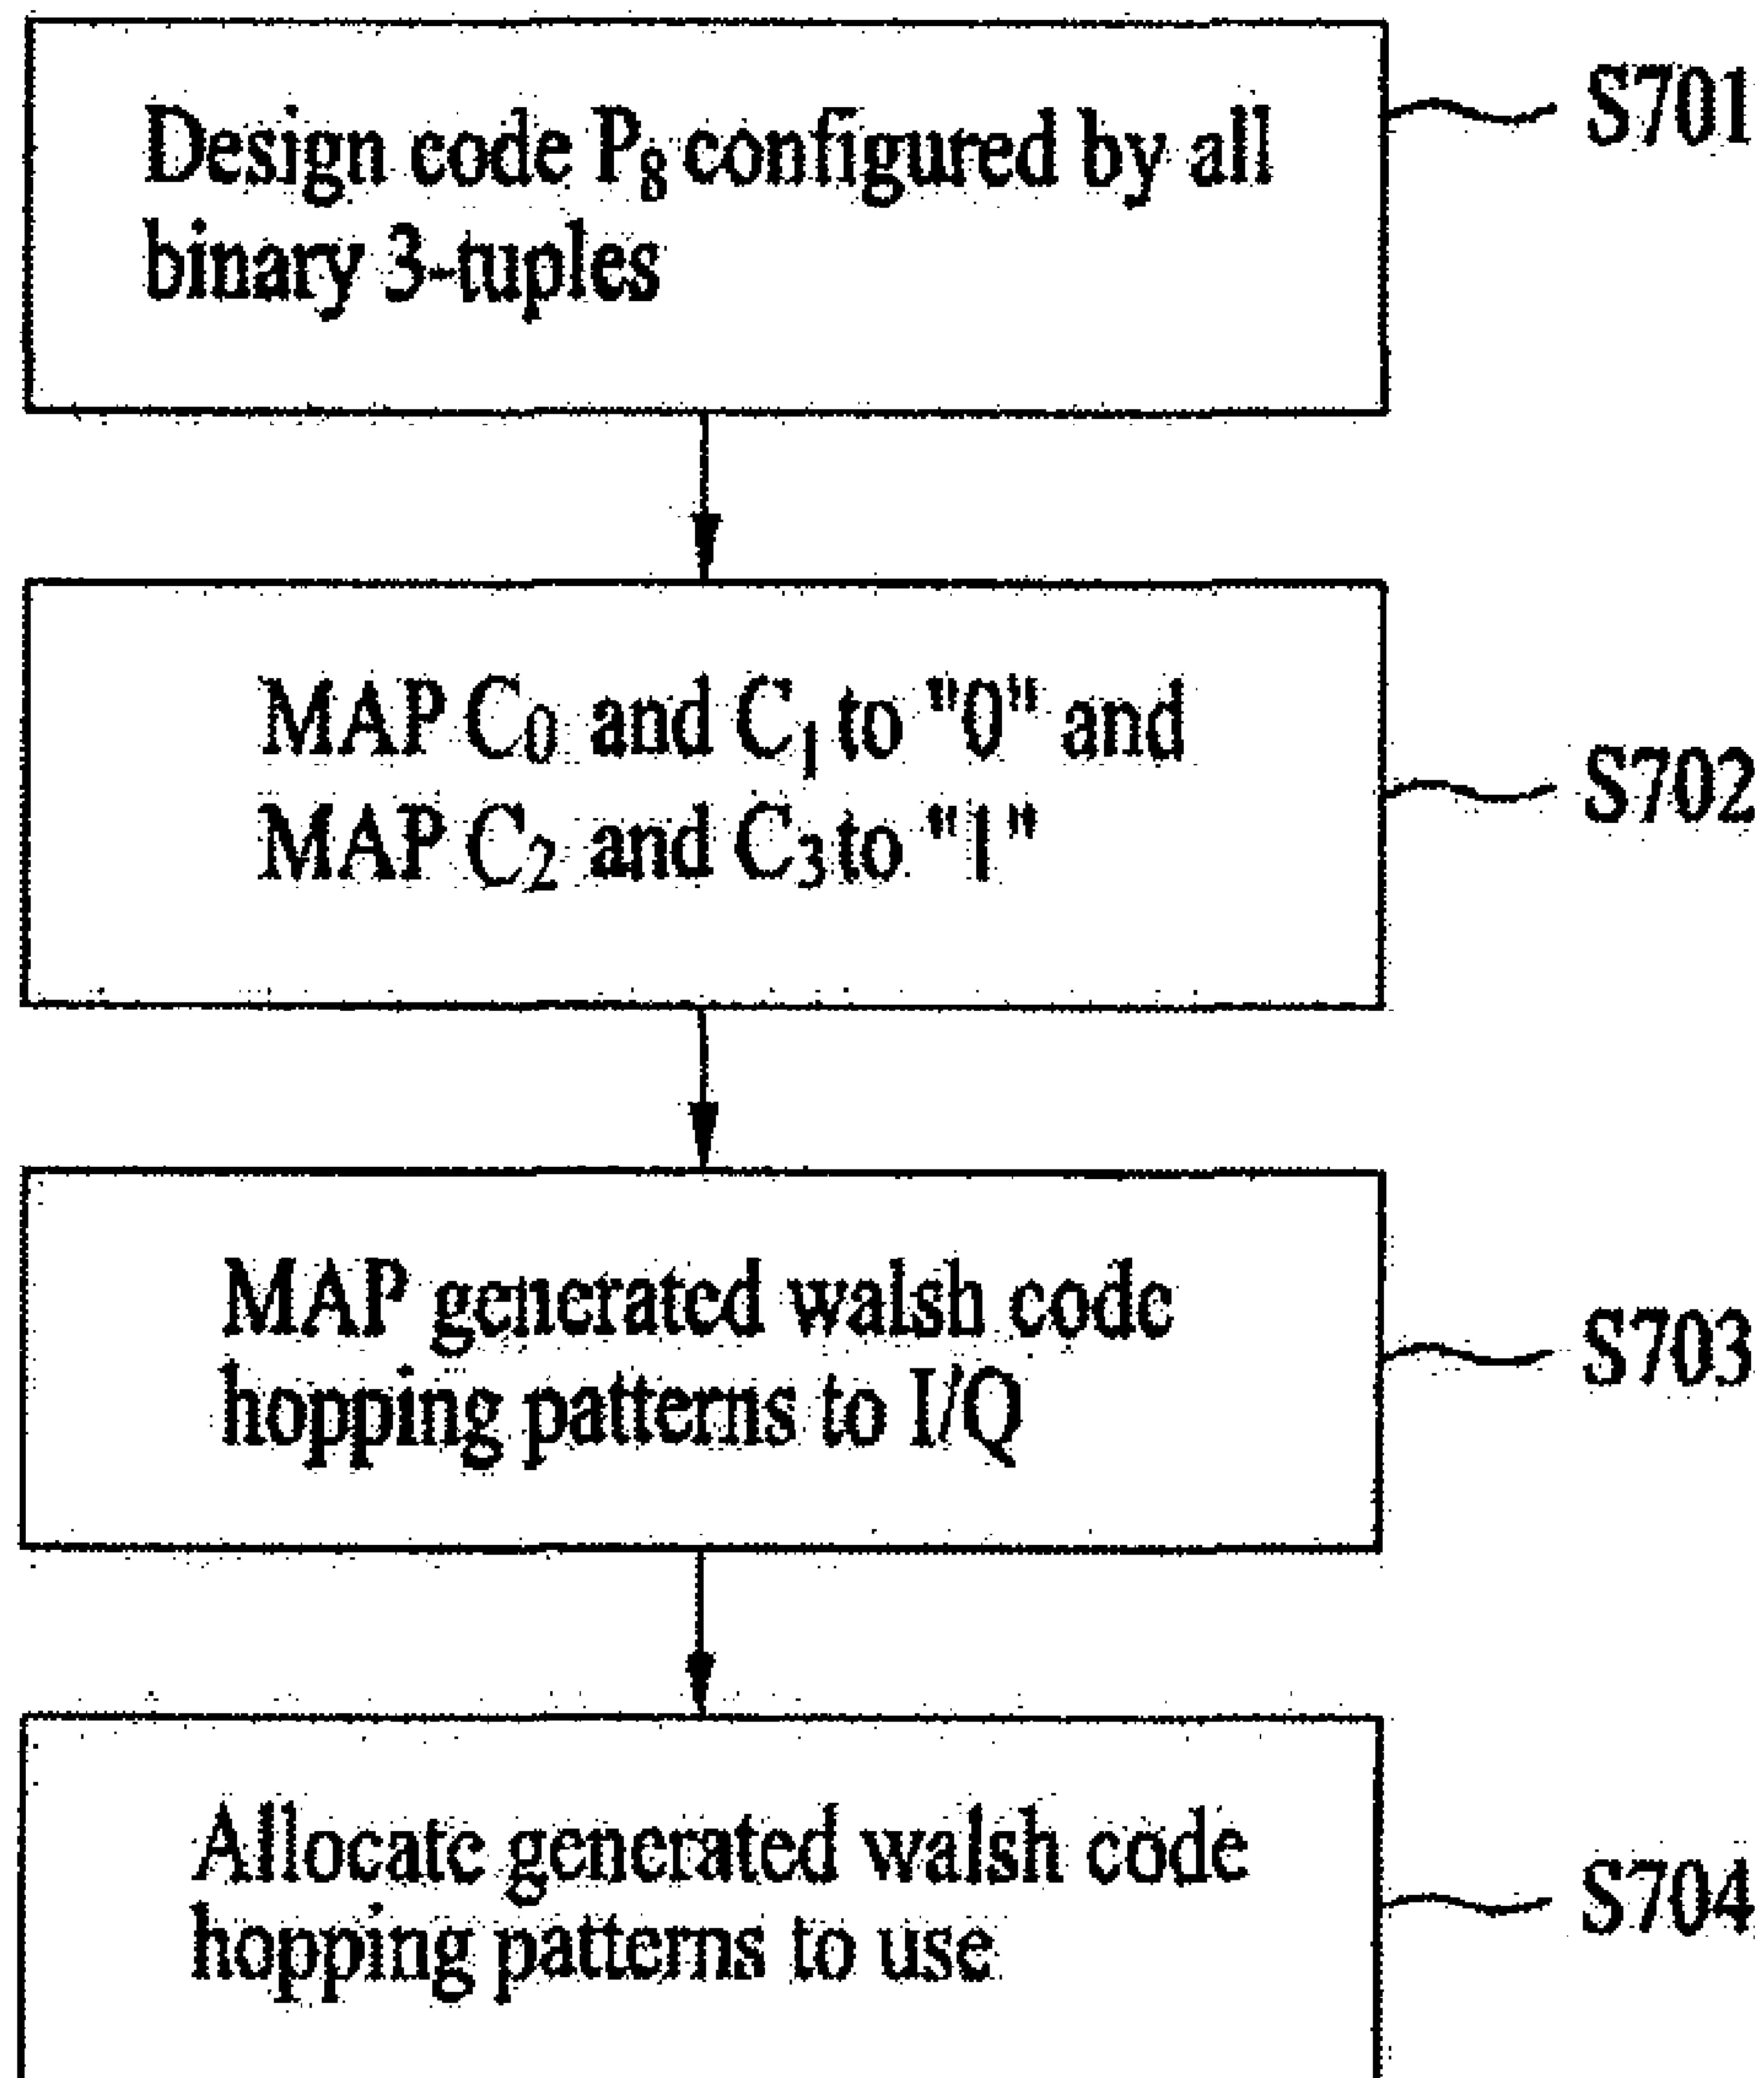 Design code P₈ configured by all
binary 3-tuples
S701
MAP C₀ and C₁ to "0" and
MAP C₂ and C₃ to "1"
S702
MAP generated walsh code
hopping patterns to I/Q
S703
Allocate generated walsh code
hopping patterns to use
S704